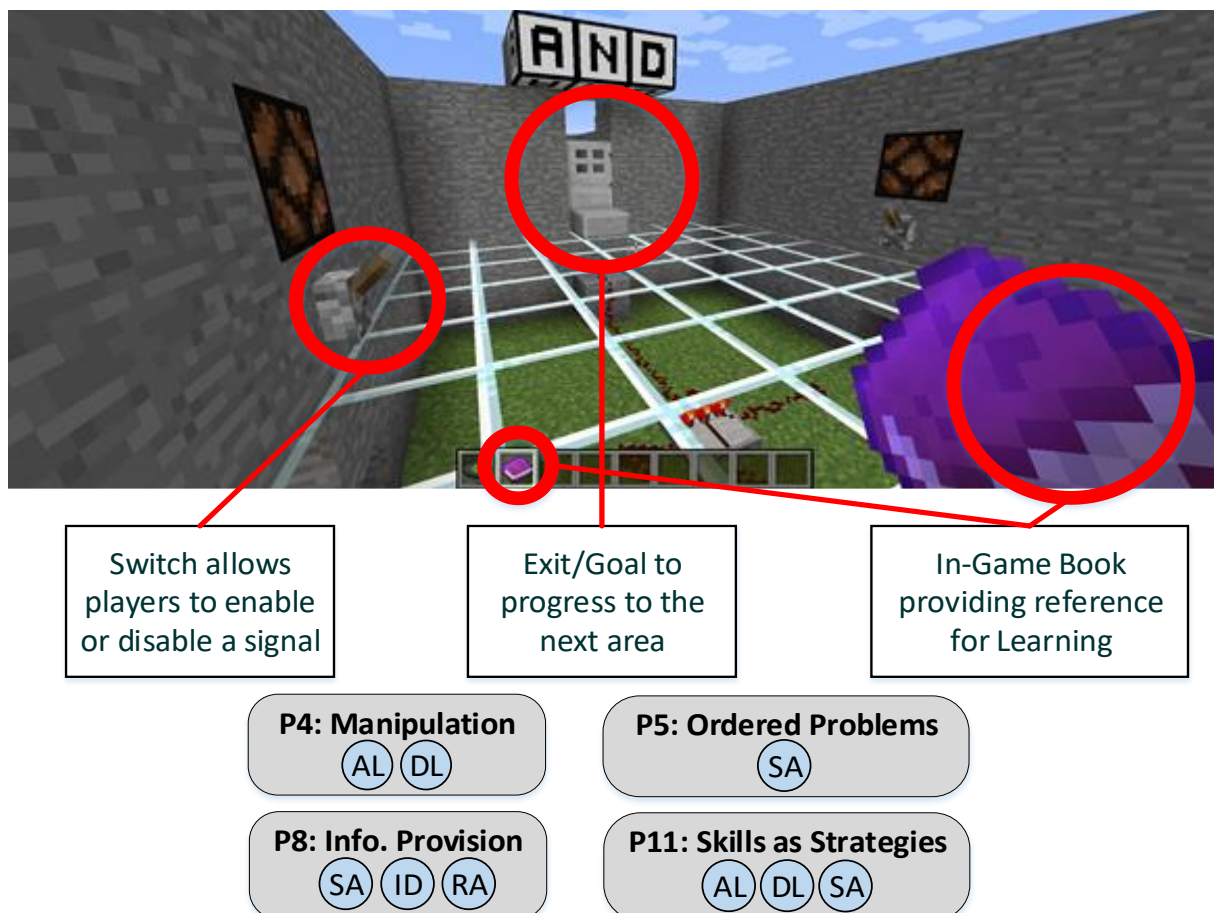 AND
Switch allows
players to enable
or disable a signal
Exit/Goal to
progress to the
next area
In-Game Book
providing reference
for Learning
P4: Manipulation
AL DL
P5: Ordered Problems
SA
P8: Info. Provision
SA ID RA
P11: Skills as Strategies
AL DL SA